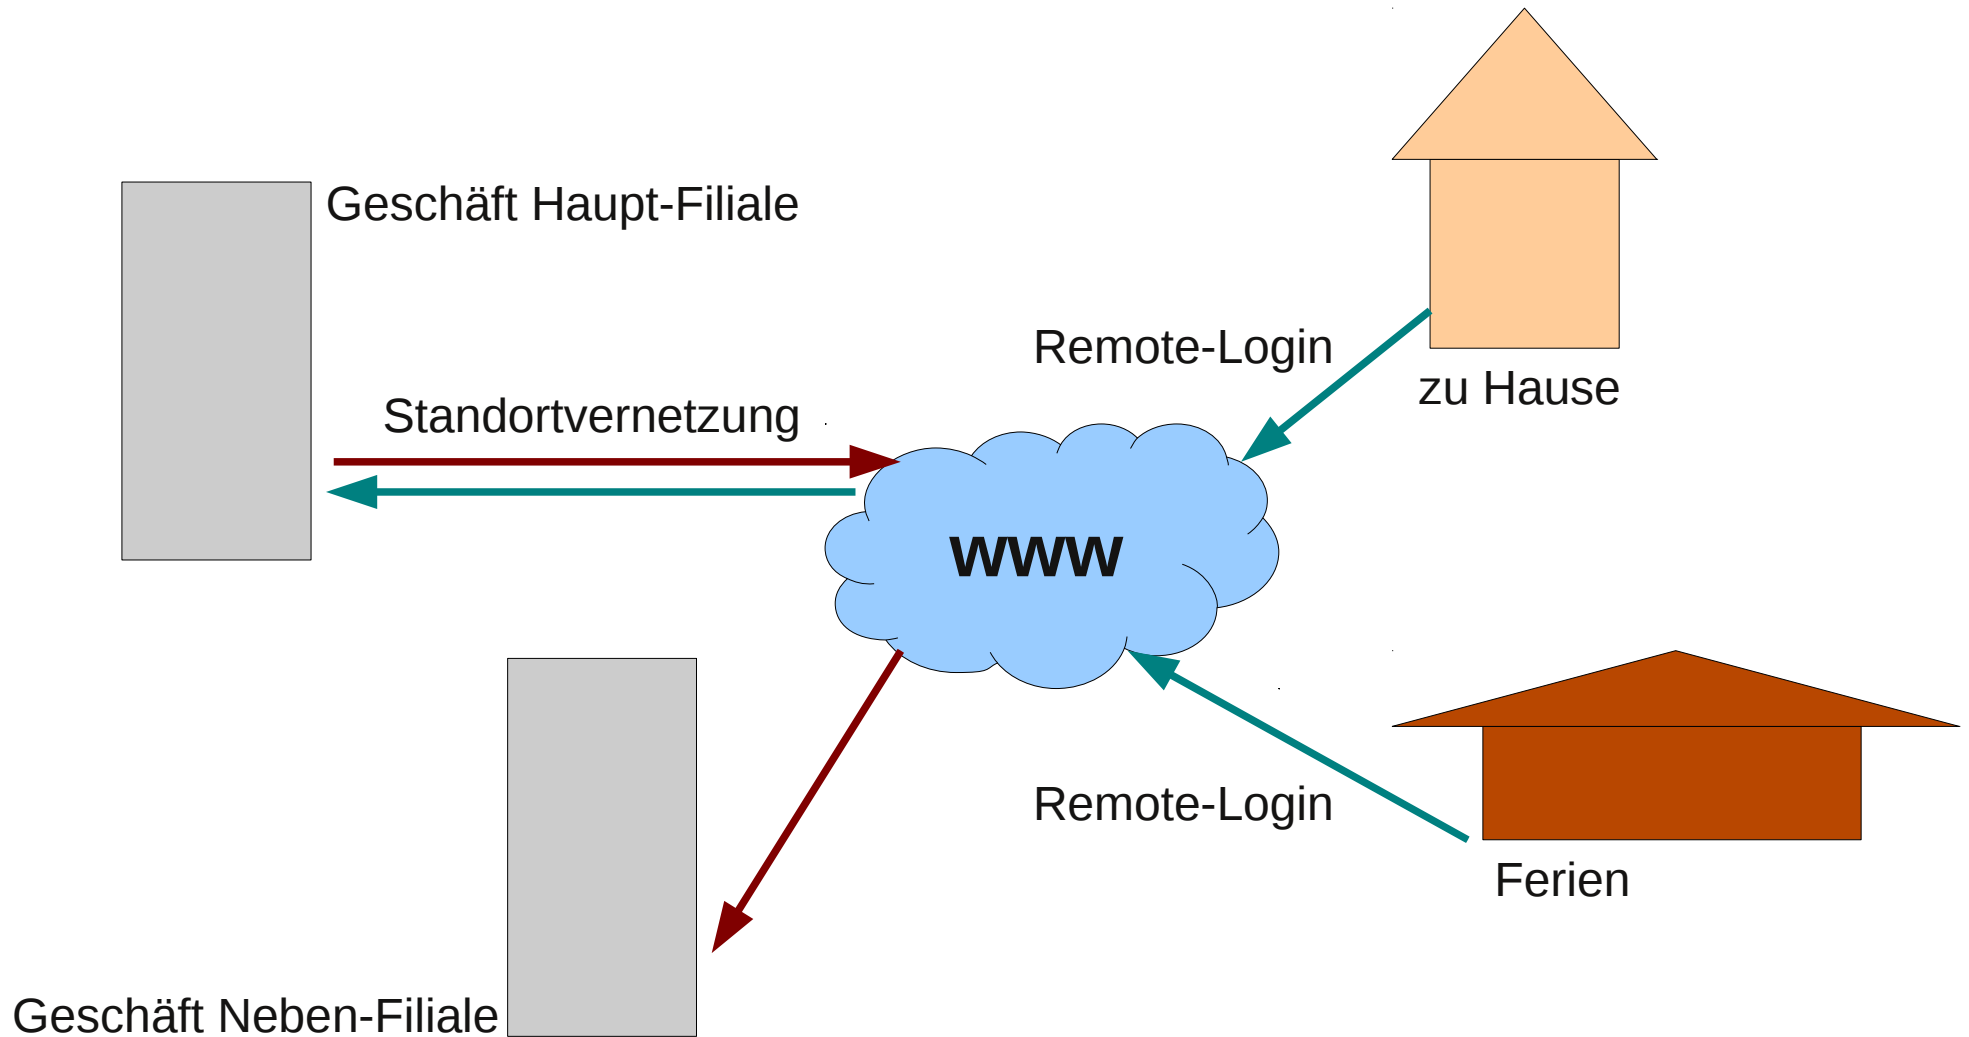 Geschäft Haupt-Filiale
Remote-Login
zu Hause
Standortvernetzung
www
Remote-Login
Ferien
Geschäft Neben-Filiale